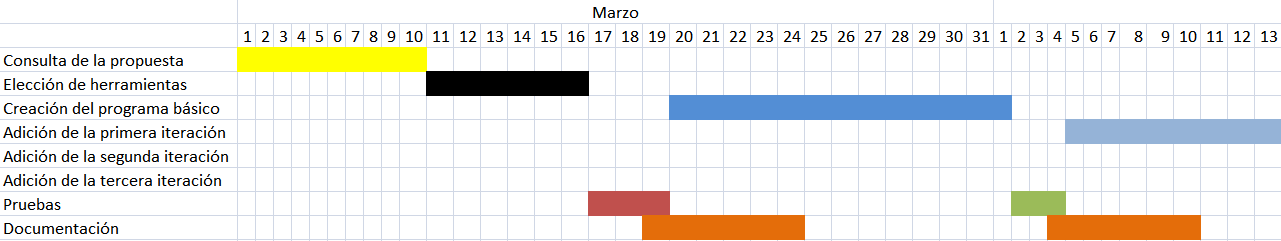 Marzo
1 2 3 4 5 6 7 8 9 10 11 12 13 14 15 16 17 18 19 20 21 22 23 24 25 26 27 28 29 30 31 1 2 3 4 5 6 7 8 9 10 11 12 13
Consulta de la propuesta
Elección de herramientas
Creación del programa básico
Adición de la primera iteración
Adición de la segunda iteración
Adición de la tercera iteración
Pruebas
Documentación